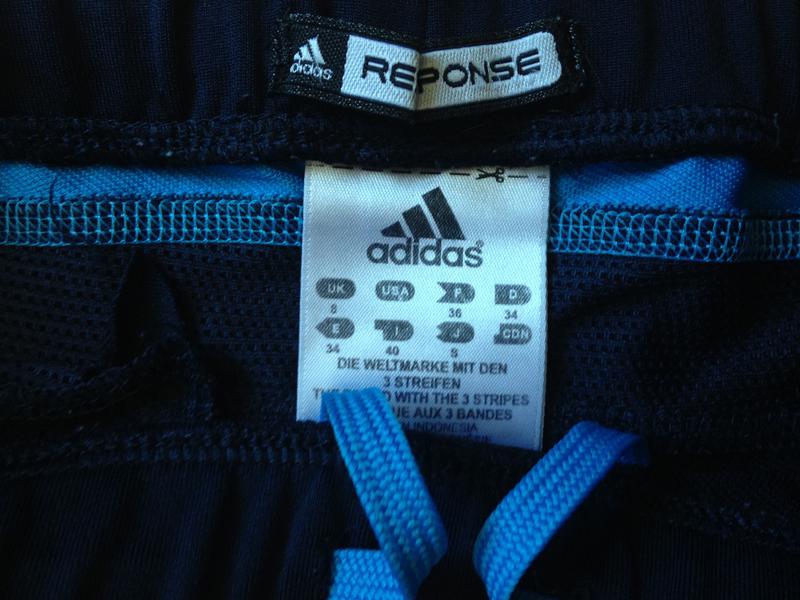 adidas REPONSE
adidas
UK USA F D
8 36 34
E I J CDN
34 40 S
DIE WELTMARKE MIT DEN
3 STREIFEN
WITH THE 3 STRIPES
AUX 3 BANDES
INDONESIA